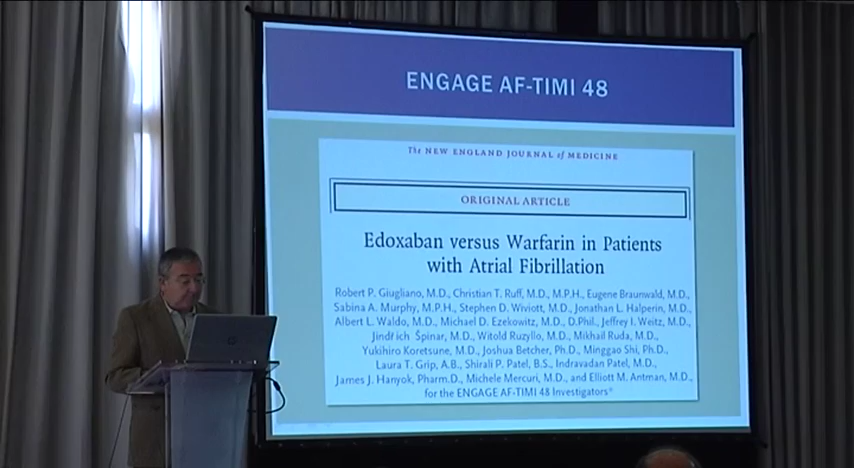 ENGAGE AF-TIMI 48
The NEW ENGLAND JOURNAL of MEDICINE
ORIGINAL ARTICLE
Edoxaban versus Warfarin in Patients
with Atrial Fibrillation
Robert P. Giugliano, M.D., Christian T. Ruff, M.D., M.P.H., Eugene Braunwald, M.D.,
Sabina A. Murphy, M.P.H., Stephen D. Wiviott, M.D., Jonathan L. Halperin, M.D.,
Albert L. Waldo, M.D., Michael D. Ezekowitz, M.D., D.Phil., Jeffrey I. Weitz, M.D.,
Jindřich Špinar, M.D., Witold Ruzyllo, M.D., Mikhail Ruda, M.D.,
Yukihiro Koretsune, M.D., Joshua Betcher, Ph.D., Minggao Shi, Ph.D.,
Laura T. Grip, A.B., Shirali P. Patel, B.S., Indravadan Patel, M.D.,
James J. Hanyok, Pharm.D., Michele Mercuri, M.D., and Elliott M. Antman, M.D.,
for the ENGAGE AF-TIMI 48 Investigators*